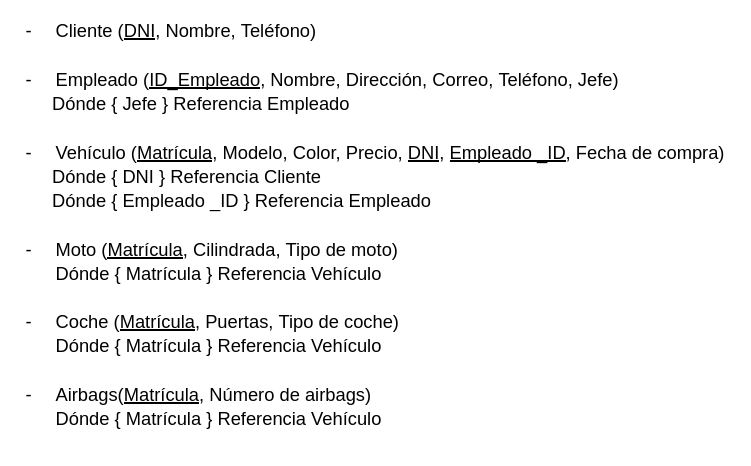 - Cliente (DNI, Nombre, Teléfono)
- Empleado (ID_Empleado, Nombre, Dirección, Correo, Teléfono, Jefe)
Dónde { Jefe } Referencia Empleado
- Vehículo (Matrícula, Modelo, Color, Precio, DNI, Empleado _ID, Fecha de compra)
Dónde { DNI } Referencia Cliente
Dónde { Empleado _ID } Referencia Empleado
- Moto (Matrícula, Cilindrada, Tipo de moto)
Dónde { Matrícula } Referencia Vehículo
- Coche (Matrícula, Puertas, Tipo de coche)
Dónde { Matrícula } Referencia Vehículo
- Airbags(Matrícula, Número de airbags)
Dónde { Matrícula } Referencia Vehículo